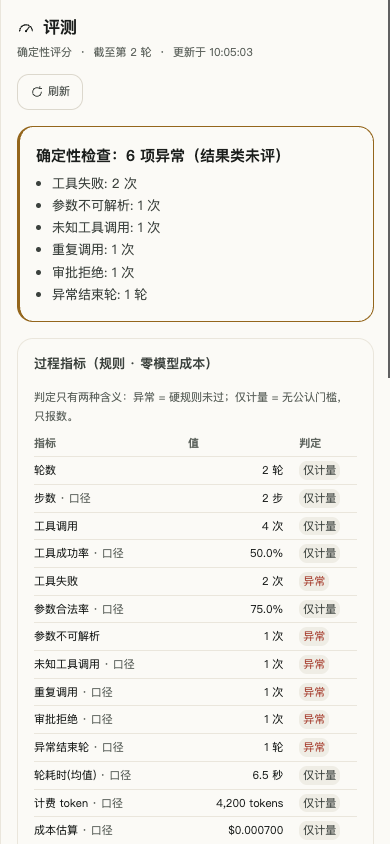 评测
确定性评分 · 截至第 2 轮 · 更新于 10:05:03
刷新
确定性检查：6 项异常（结果类未评）
工具失败: 2 次
参数不可解析: 1 次
未知工具调用: 1 次
重复调用: 1 次
审批拒绝: 1 次
异常结束轮: 1 轮
过程指标（规则 · 零模型成本）
判定只有两种含义：异常 = 硬规则未过；仅计量 = 无公认门槛，
只报数。
指标 值 判定
轮数 2 轮 仅计量
步数 · 口径 2 步 仅计量
工具调用 4 次 仅计量
工具成功率 · 口径 50.0% 仅计量
工具失败 2 次 异常
参数合法率 · 口径 75.0% 仅计量
参数不可解析 1 次 异常
未知工具调用 · 口径 1 次 异常
重复调用 · 口径 1 次 异常
审批拒绝 · 口径 1 次 异常
异常结束轮 · 口径 1 轮 异常
轮耗时(均值) · 口径 6.5 秒 仅计量
计费 token · 口径 4,200 tokens 仅计量
成本估算 · 口径 $0.000700 仅计量